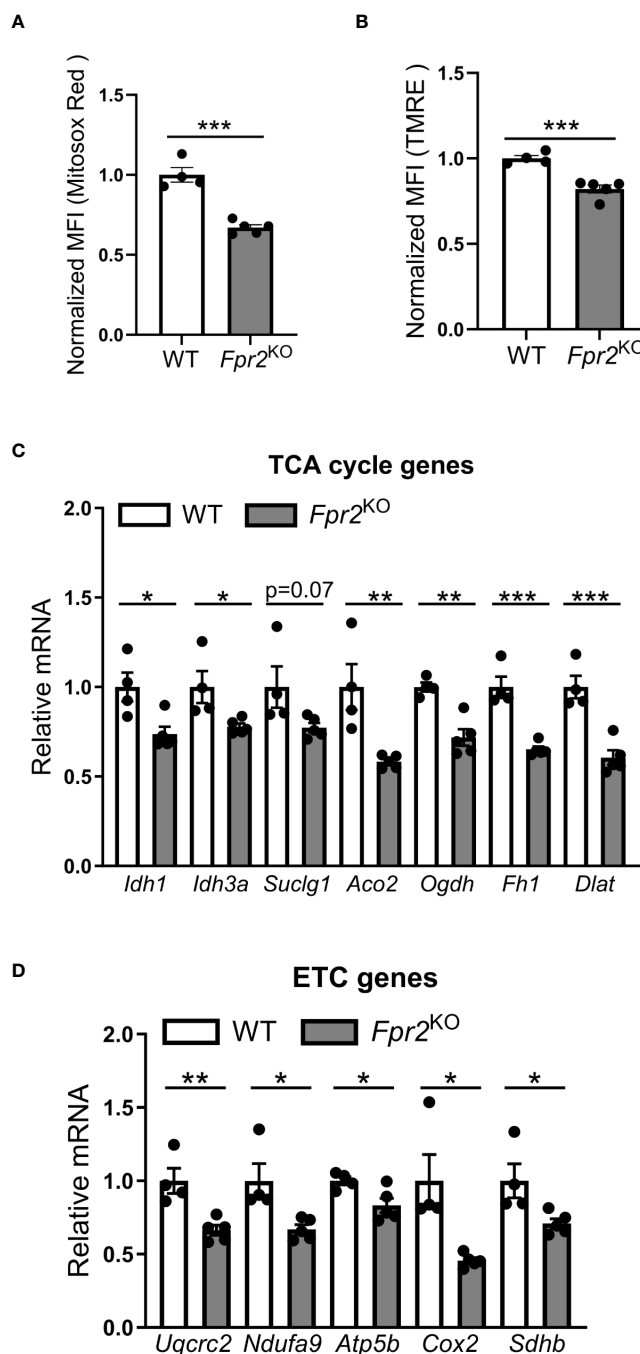 A
Normalized MFI (Mitosox Red )
1.5
1.0
0.5
0.0
***
WT
Fpr2KO
B
Normalized MFI (TMRE )
1.5
1.0
0.5
0.0
***
WT
Fpr2KO
C
TCA cycle genes
WT
Fpr2KO
Relative mRNA
2.0
1.5
1.0
0.5
0.0
* * p=0.07 ** ** *** ***
Idh1 Idh3a Suclg1 Aco2 Ogdh Fh1 Dlat
D
ETC genes
WT
Fpr2KO
Relative mRNA
2.0
1.5
1.0
0.5
0.0
** * * * *
Uqcrc2 Ndufa9 Atp5b Cox2 Sdhb